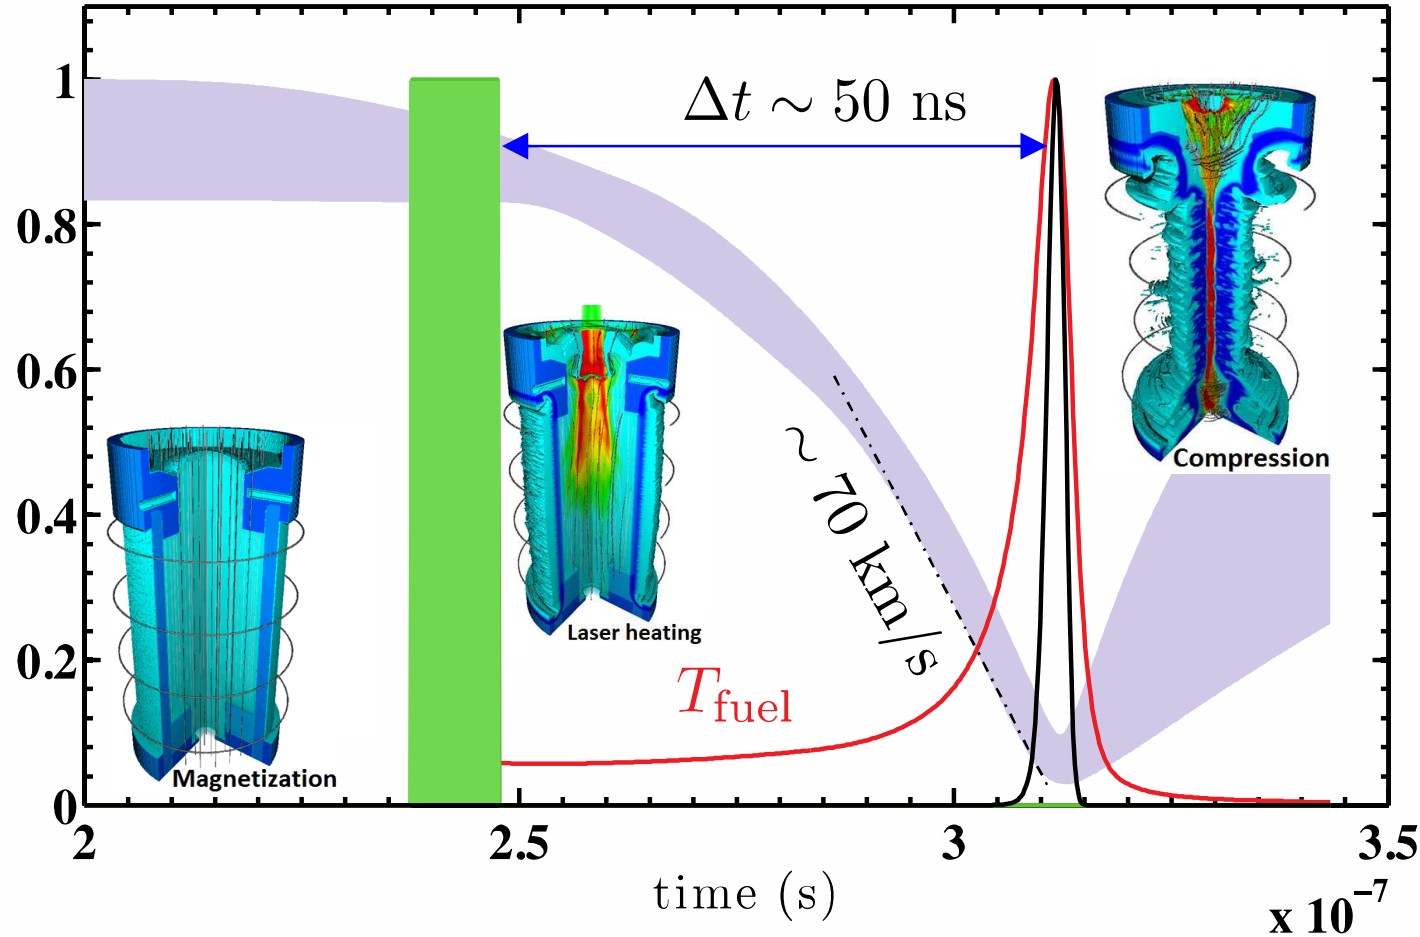 1
0.8
0.6
0.4
0.2
0
2
2.5
3
3.5
time (s)
x 10⁻⁷
Δt ∼ 50 ns
∼ 70 km/s
T_fuel
Magnetization
Laser heating
Compression